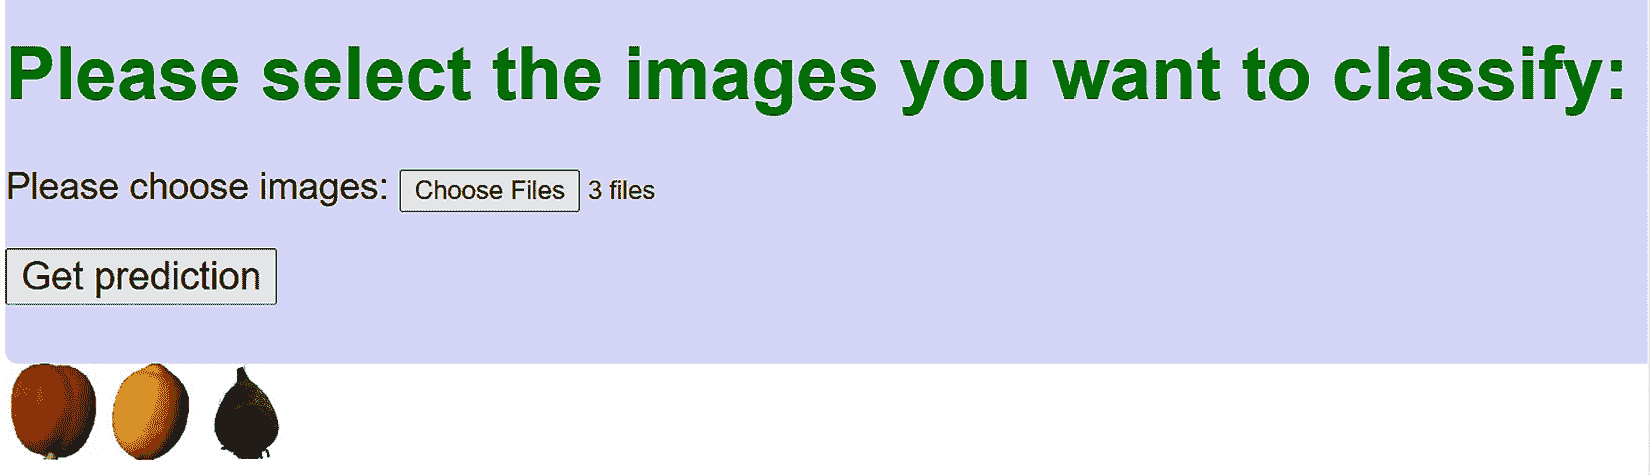 Please select the images you want to classify:
Please choose images: Choose Files 3 files
Get prediction